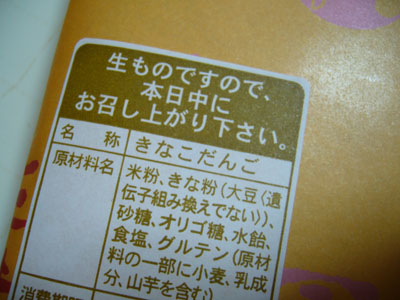 生ものですので、
本日中に
お召し上がり下さい。
名　称 きなこだんご
原材料名 米粉、きな粉（大豆〈遺
伝子組み換えでない〉）、
砂糖、オリゴ糖、水飴、
食塩、グルテン（原材
料の一部に小麦、乳成
分、山芋を含む）
消費期限